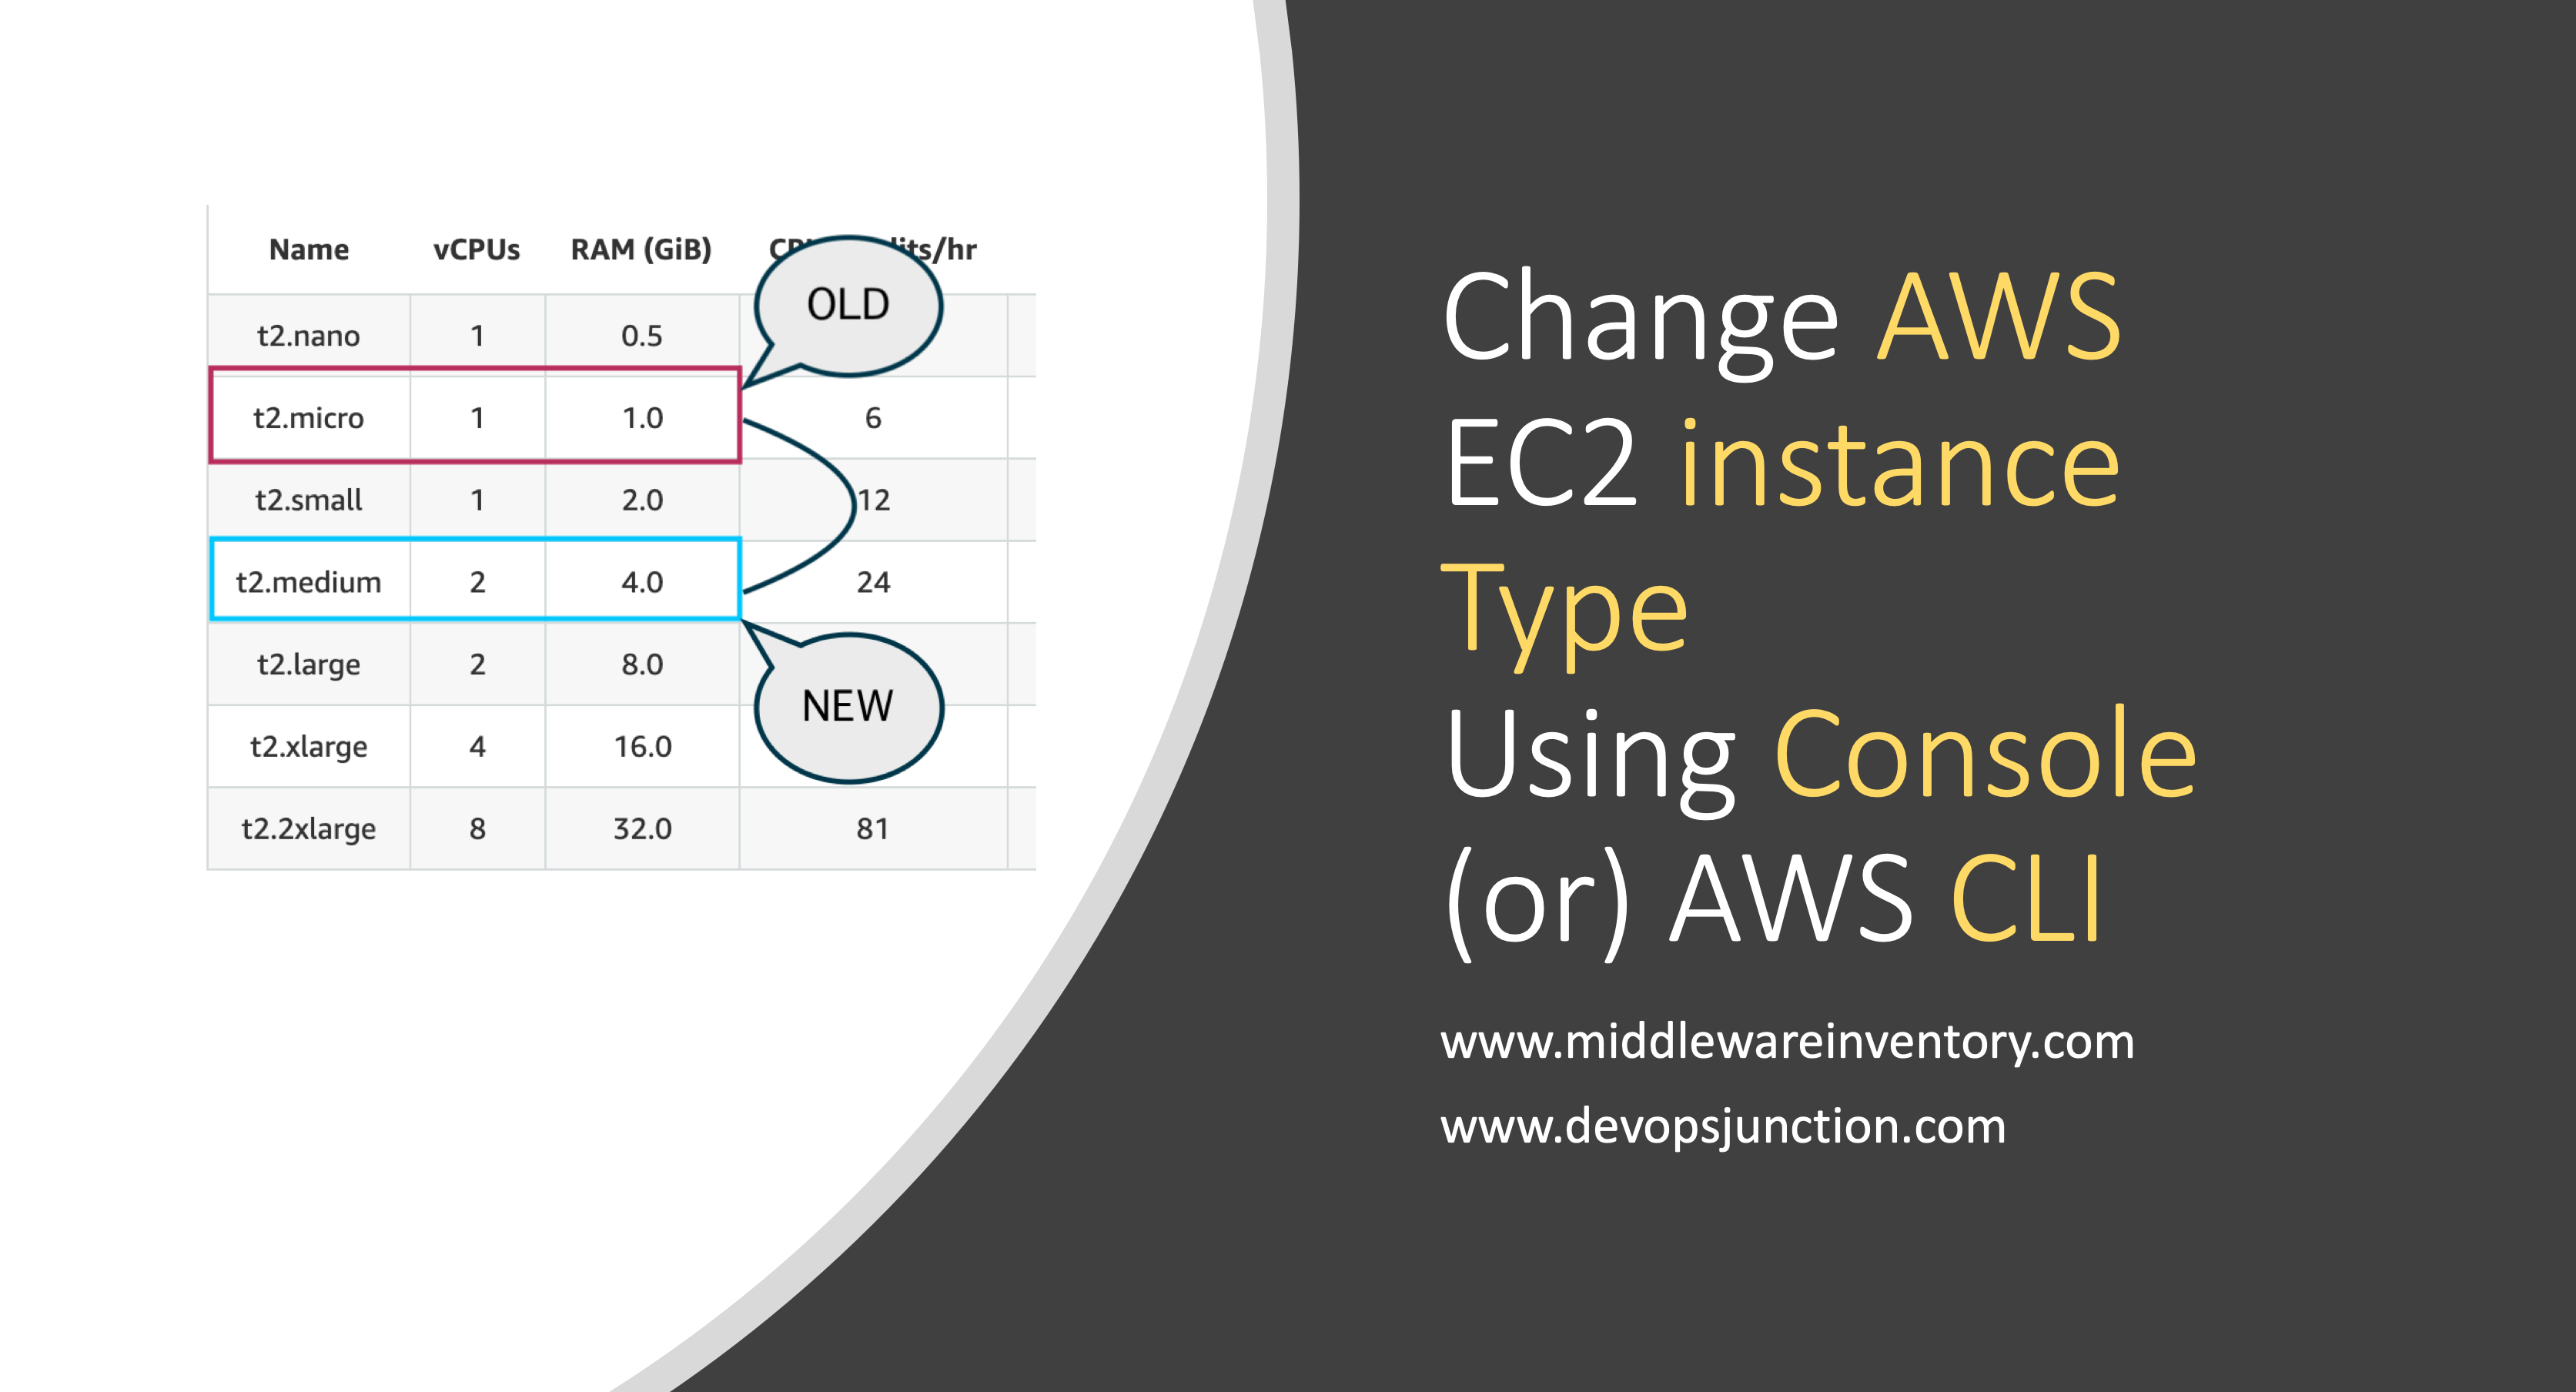 Name vCPUs RAM (GiB) its/hr
OLD
t2.nano 1 0.5
t2.micro 1 1.0 6
t2.small 1 2.0 12
t2.medium 2 4.0 24
t2.large 2 8.0
NEW
t2.xlarge 4 16.0
t2.2xlarge 8 32.0 81
Change AWS
EC2 instance
Type
Using Console
(or) AWS CLI
www.middlewareinventory.com
www.devopsjunction.com